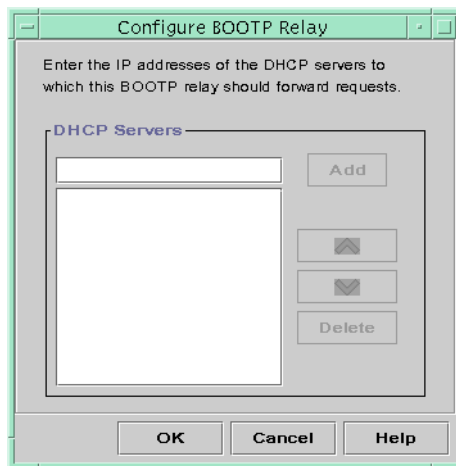 Configure BOOTP Relay
Enter the IP addresses of the DHCP servers to
which this BOOTP relay should forward requests.
DHCP Servers
Add
Delete
OK
Cancel
Help